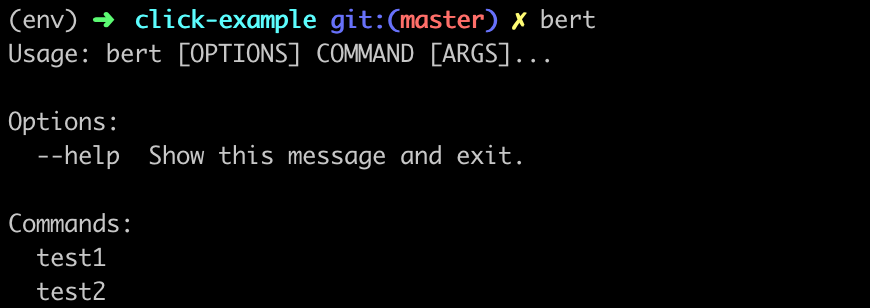 (env) ➜ click-example git:(master) ✗ bert
Usage: bert [OPTIONS] COMMAND [ARGS]...
Options:
--help Show this message and exit.
Commands:
test1
test2